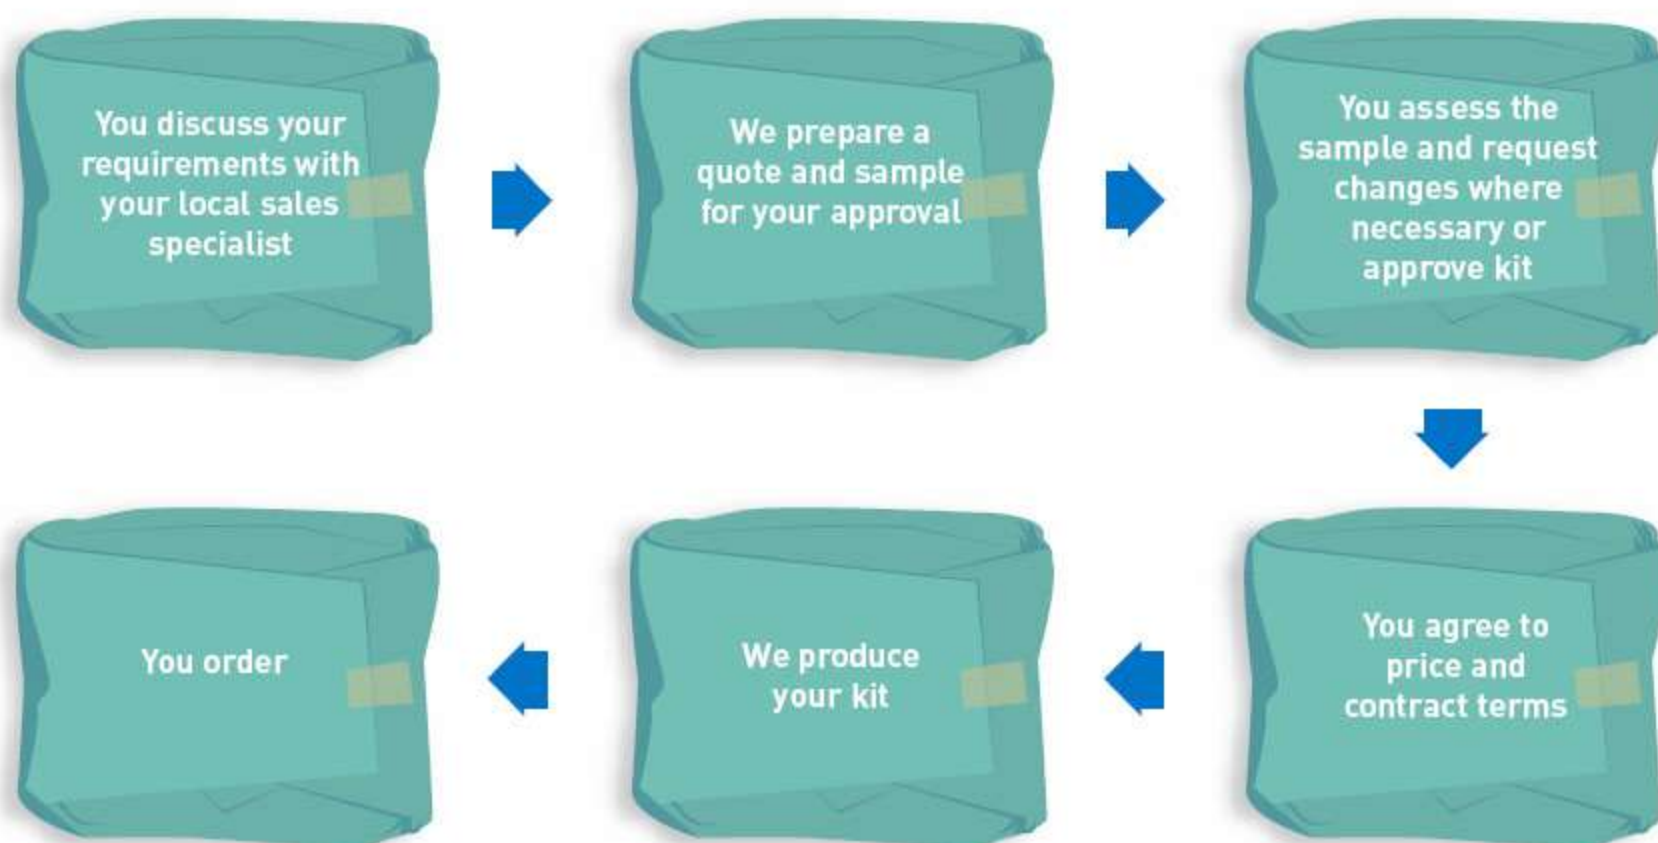 You discuss your
requirements with
your local sales
specialist
We prepare a
quote and sample
for your approval
You assess the
sample and request
changes where
necessary or
approve kit
You agree to
price and
contract terms
We produce
your kit
You order